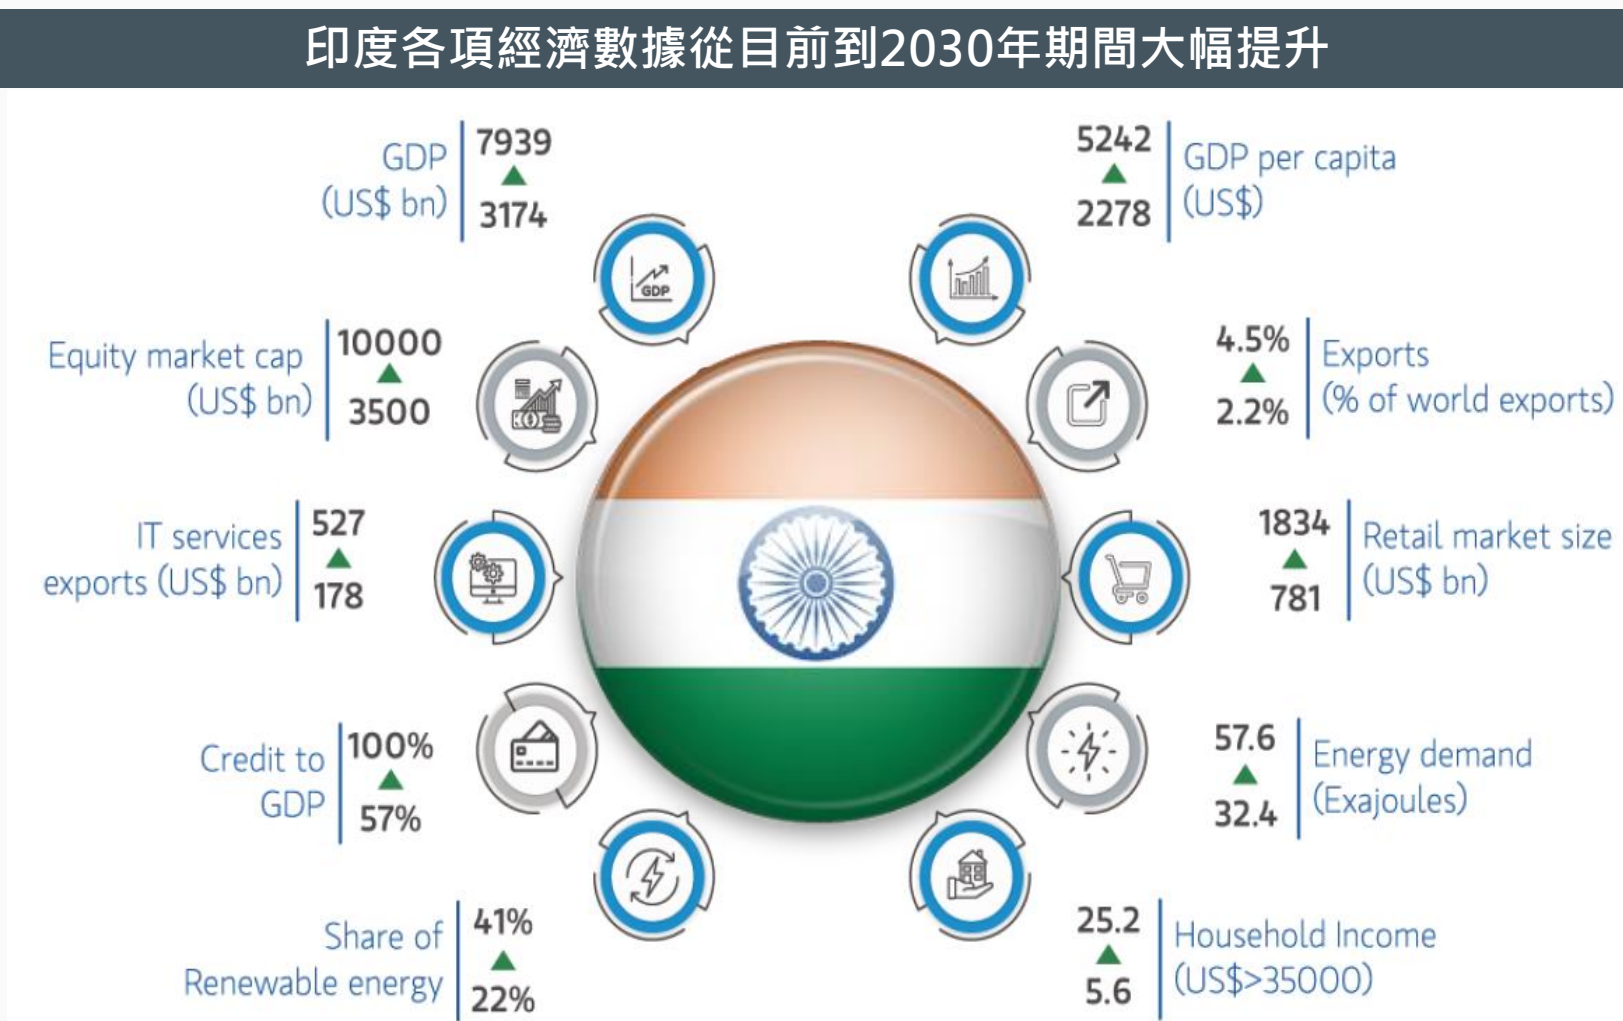 印度各項經濟數據從目前到2030年期間大幅提升
GDP
(US$ bn)
7939
3174
5242
2278
GDP per capita
(US$)
GDP
Equity market cap
(US$ bn)
10000
3500
4.5%
2.2%
Exports
(% of world exports)
IT services
exports (US$ bn)
527
178
1834
781
Retail market size
(US$ bn)
Credit to
GDP
100%
57%
57.6
32.4
Energy demand
(Exajoules)
Share of
Renewable energy
41%
22%
25.2
5.6
Household Income
(US$>35000)